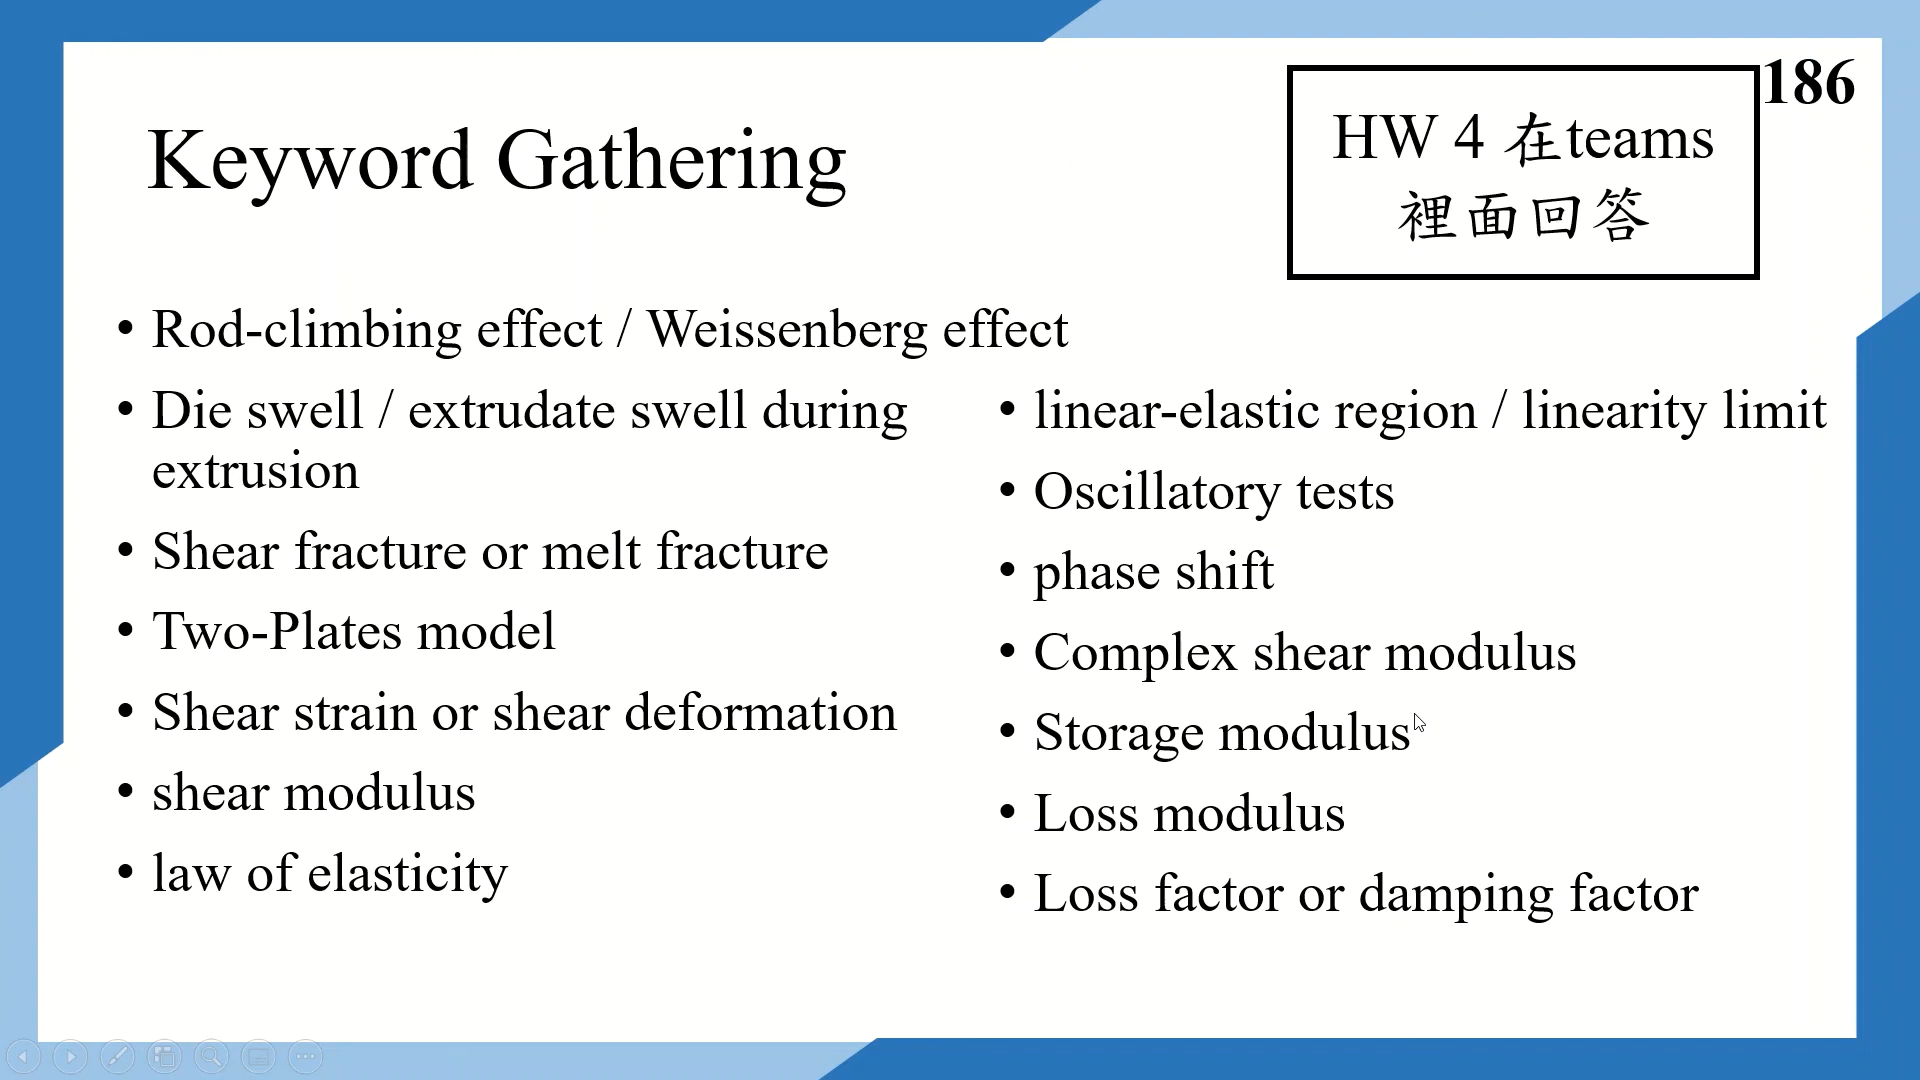 186
HW 4 在teams
裡面回答
Keyword Gathering
• Rod-climbing effect / Weissenberg effect
• Die swell / extrudate swell during
extrusion
• Shear fracture or melt fracture
• Two-Plates model
• Shear strain or shear deformation
• shear modulus
• law of elasticity
• linear-elastic region / linearity limit
• Oscillatory tests
• phase shift
• Complex shear modulus
• Storage modulus
• Loss modulus
• Loss factor or damping factor